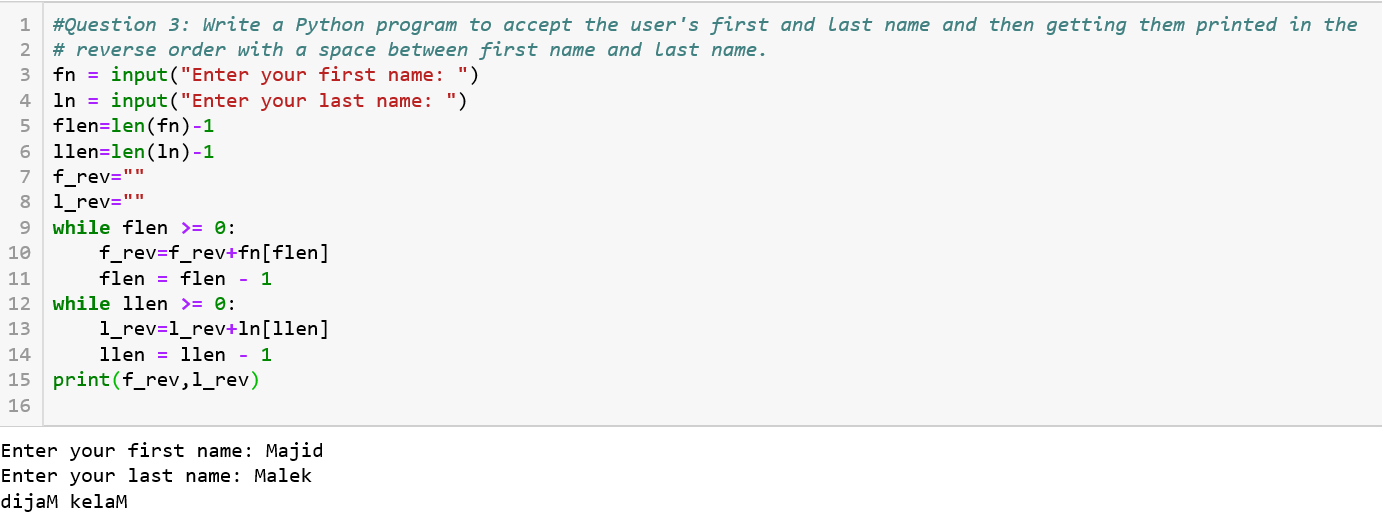 1 #Question 3: Write a Python program to accept the user's first and last name and then getting them printed in the
2 # reverse order with a space between first name and last name.
3 fn = input("Enter your first name: ")
4 ln = input("Enter your last name: ")
5 flen=len(fn)-1
6 llen=len(ln)-1
7 f_rev=""
8 l_rev=""
9 while flen >= 0:
10     f_rev=f_rev+fn[flen]
11     flen = flen - 1
12 while llen >= 0:
13     l_rev=l_rev+ln[llen]
14     llen = llen - 1
15 print(f_rev,l_rev)
16
Enter your first name: Majid
Enter your last name: Malek
dijaM kelaM